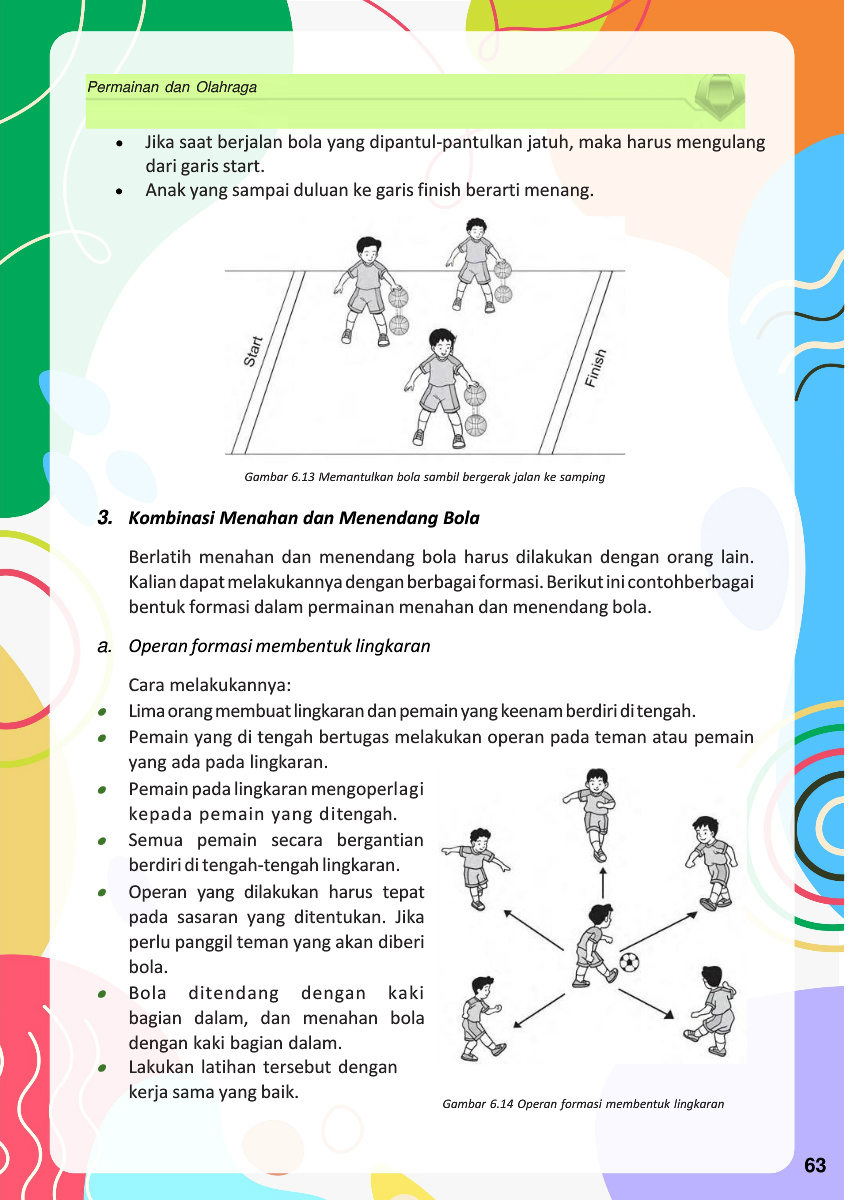 Permainan dan Olahraga
• Jika saat berjalan bola yang dipantul-pantulkan jatuh, maka harus mengulang
dari garis start.
• Anak yang sampai duluan ke garis finish berarti menang.
Start
Finish
Gambar 6.13 Memantulkan bola sambil bergerak jalan ke samping
3. Kombinasi Menahan dan Menendang Bola
Berlatih menahan dan menendang bola harus dilakukan dengan orang lain.
Kalian dapat melakukannya dengan berbagai formasi. Berikut ini contohberbagai
bentuk formasi dalam permainan menahan dan menendang bola.
a. Operan formasi membentuk lingkaran
Cara melakukannya:
• Lima orang membuat lingkaran dan pemain yang keenam berdiri di tengah.
• Pemain yang di tengah bertugas melakukan operan pada teman atau pemain
yang ada pada lingkaran.
• Pemain pada lingkaran mengoperlagi
kepada pemain yang ditengah.
• Semua pemain secara bergantian
berdiri di tengah-tengah lingkaran.
• Operan yang dilakukan harus tepat
pada sasaran yang ditentukan. Jika
perlu panggil teman yang akan diberi
bola.
• Bola ditendang dengan kaki
bagian dalam, dan menahan bola
dengan kaki bagian dalam.
• Lakukan latihan tersebut dengan
kerja sama yang baik.
Gambar 6.14 Operan formasi membentuk lingkaran
63